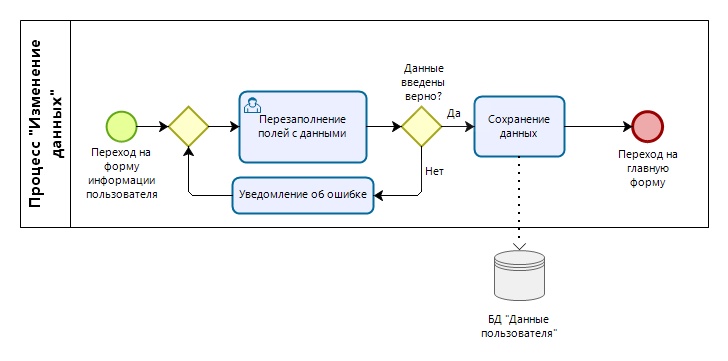 Процесс "Изменение
данных"
Переход на
форму
информации
пользователя
Перезаполнение
полей с данными
Уведомление об ошибке
Данные
введены
верно?
Да
Нет
Сохранение
данных
Переход на
главную
форму
БД "Данные
пользователя"